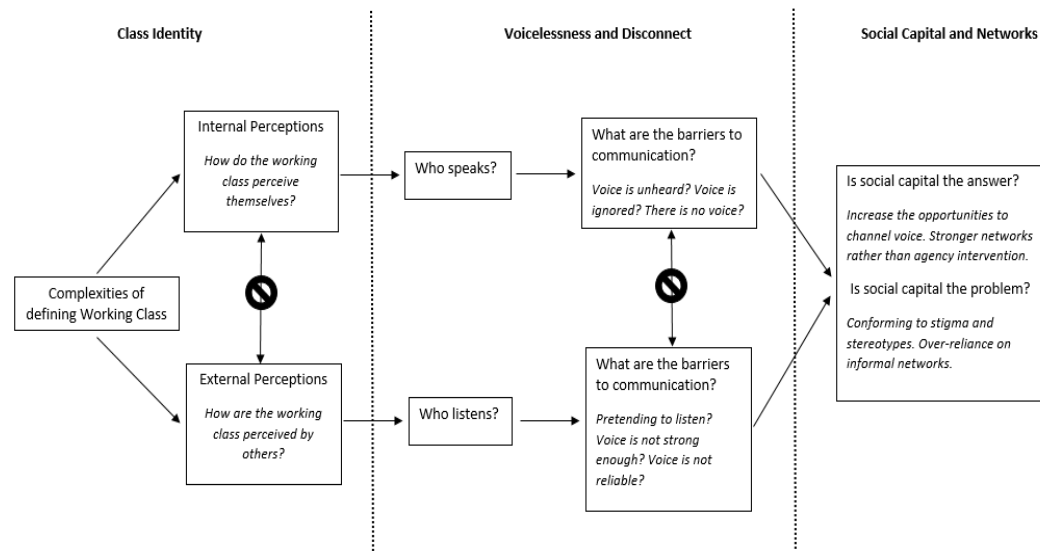 Class Identity
Voicelessness and Disconnect
Social Capital and Networks
Complexities of
defining Working Class
Internal Perceptions
How do the working
class perceive
themselves?
External Perceptions
How are the working
class perceived by
others?
Who speaks?
Who listens?
What are the barriers to
communication?
Voice is unheard? Voice is
ignored? There is no voice?
What are the barriers
to communication?
Pretending to listen?
Voice is not strong
enough? Voice is not
reliable?
Is social capital the answer?
Increase the opportunities to
channel voice. Stronger networks
rather than agency intervention.
Is social capital the problem?
Conforming to stigma and
stereotypes. Over-reliance on
informal networks.